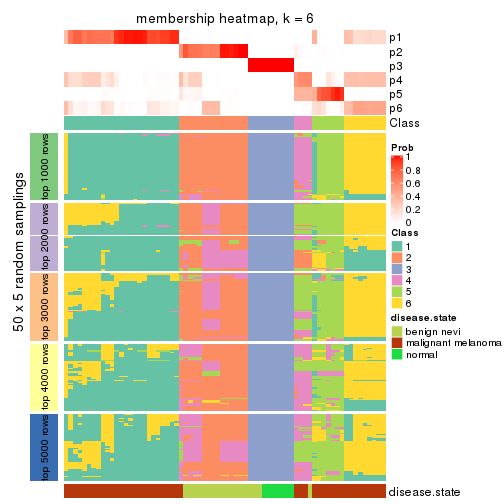 membership heatmap, k = 6
p1
p2
p3
p4
p5
p6
Class
50 x 5 random samplings
top 1000 rows
top 2000 rows
top 3000 rows
top 4000 rows
top 5000 rows
Prob
1
0.8
0.6
0.4
0.2
0
Class
1
2
3
4
5
6
disease.state
benign nevi
malignant melanoma
normal
disease.state